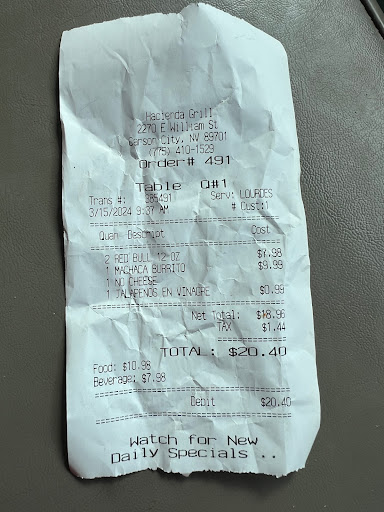 Hacienda Grill
2270 E William St
Carson City, NV 89701
(775) 410-1529
Order# 491
Table Q#1
Trans #: 385491 Serv: LOURDES
3/15/2024 9:37 AM # Cust:1
Quan Descript Cost
2 RED BULL 12 OZ $7.98
1 MACHACA BURRITO $9.99
1 NO CHEESE
1 JALAPENOS EN VINAGRE $0.99
Net Total: $18.96
TAX $1.44
TOTAL: $20.40
Food: $10.98
Beverage: $7.98
Debit $20.40
Watch for New
Daily Specials ..